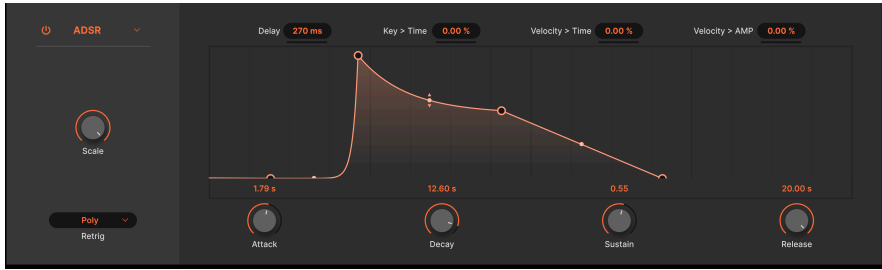 ADSR
Delay 270 ms Key > Time 0.00 % Velocity > Time 0.00 % Velocity > AMP 0.00 %
Scale
1.79 s 12.60 s 0.55 20.00 s
Poly
Retrig
Attack Decay Sustain Release